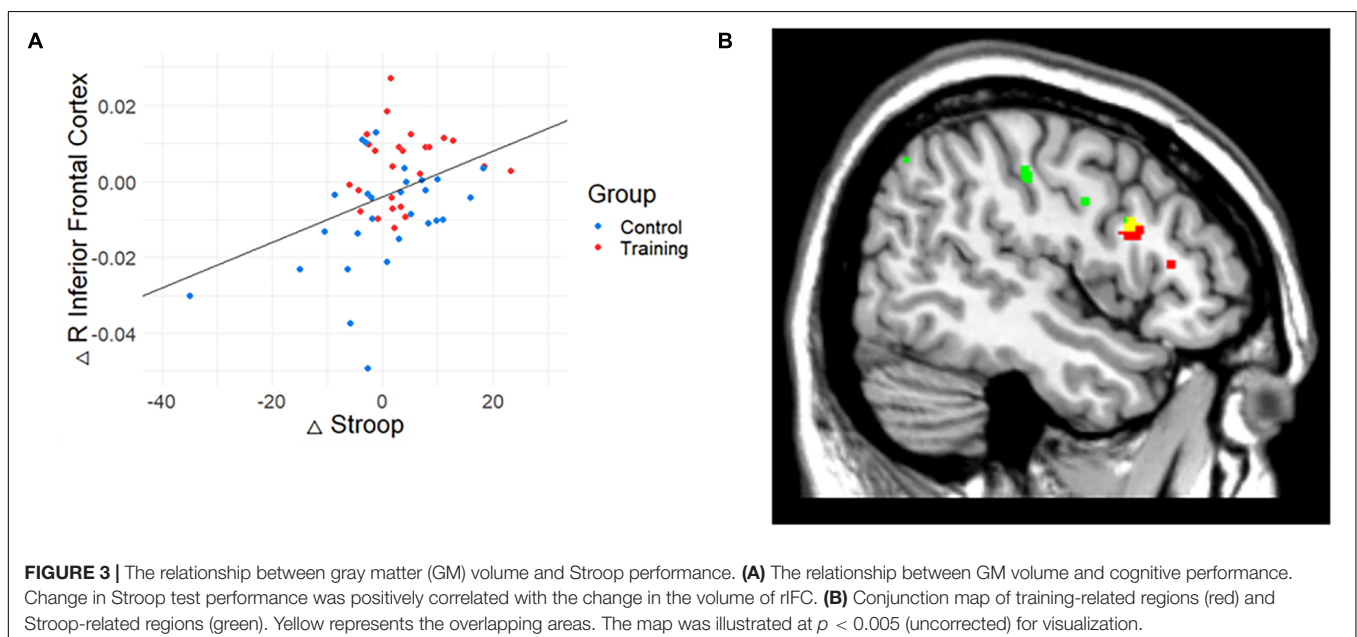 A
B
△ R Inferior Frontal Cortex
0.02
0.00
-0.02
-0.04
-40 -20 0 20
△ Stroop
Group
Control
Training
FIGURE 3 | The relationship between gray matter (GM) volume and Stroop performance. (A) The relationship between GM volume and cognitive performance.
Change in Stroop test performance was positively correlated with the change in the volume of rIFC. (B) Conjunction map of training-related regions (red) and
Stroop-related regions (green). Yellow represents the overlapping areas. The map was illustrated at p < 0.005 (uncorrected) for visualization.